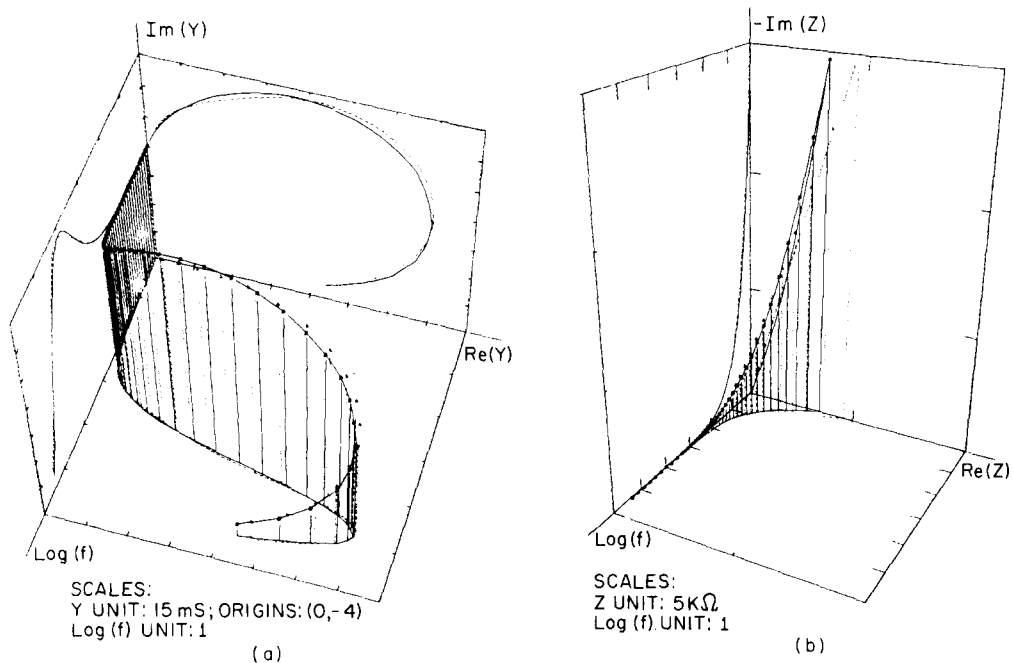 Im (Y)
Re(Y)
Log (f)
SCALES:
Y UNIT: 15 mS; ORIGINS: (0,-4)
Log (f) UNIT: 1
(a)
-Im (Z)
Re(Z)
Log (f)
SCALES:
Z UNIT: 5KΩ
Log (f) UNIT: 1
(b)